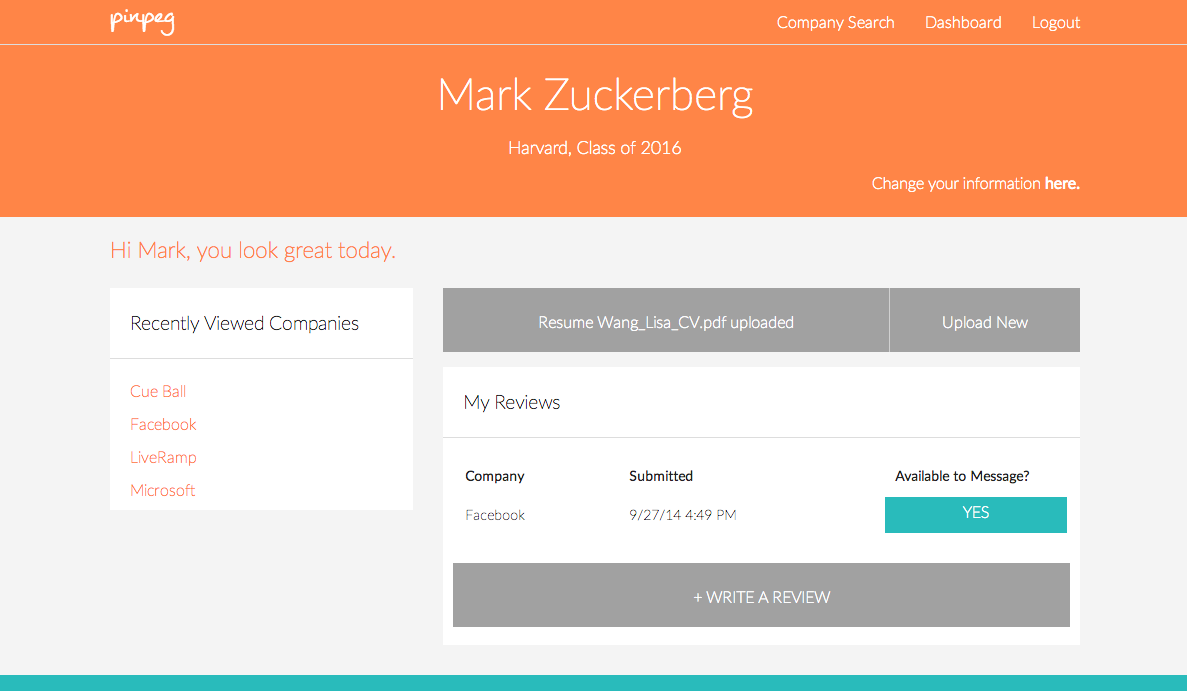 pinpeg
Company Search Dashboard Logout
Mark Zuckerberg
Harvard, Class of 2016
Change your information here.
Hi Mark, you look great today.
Recently Viewed Companies
Cue Ball
Facebook
LiveRamp
Microsoft
Resume Wang_Lisa_CV.pdf uploaded
Upload New
My Reviews
Company Submitted Available to Message?
Facebook 9/27/14 4:49 PM YES
+ WRITE A REVIEW